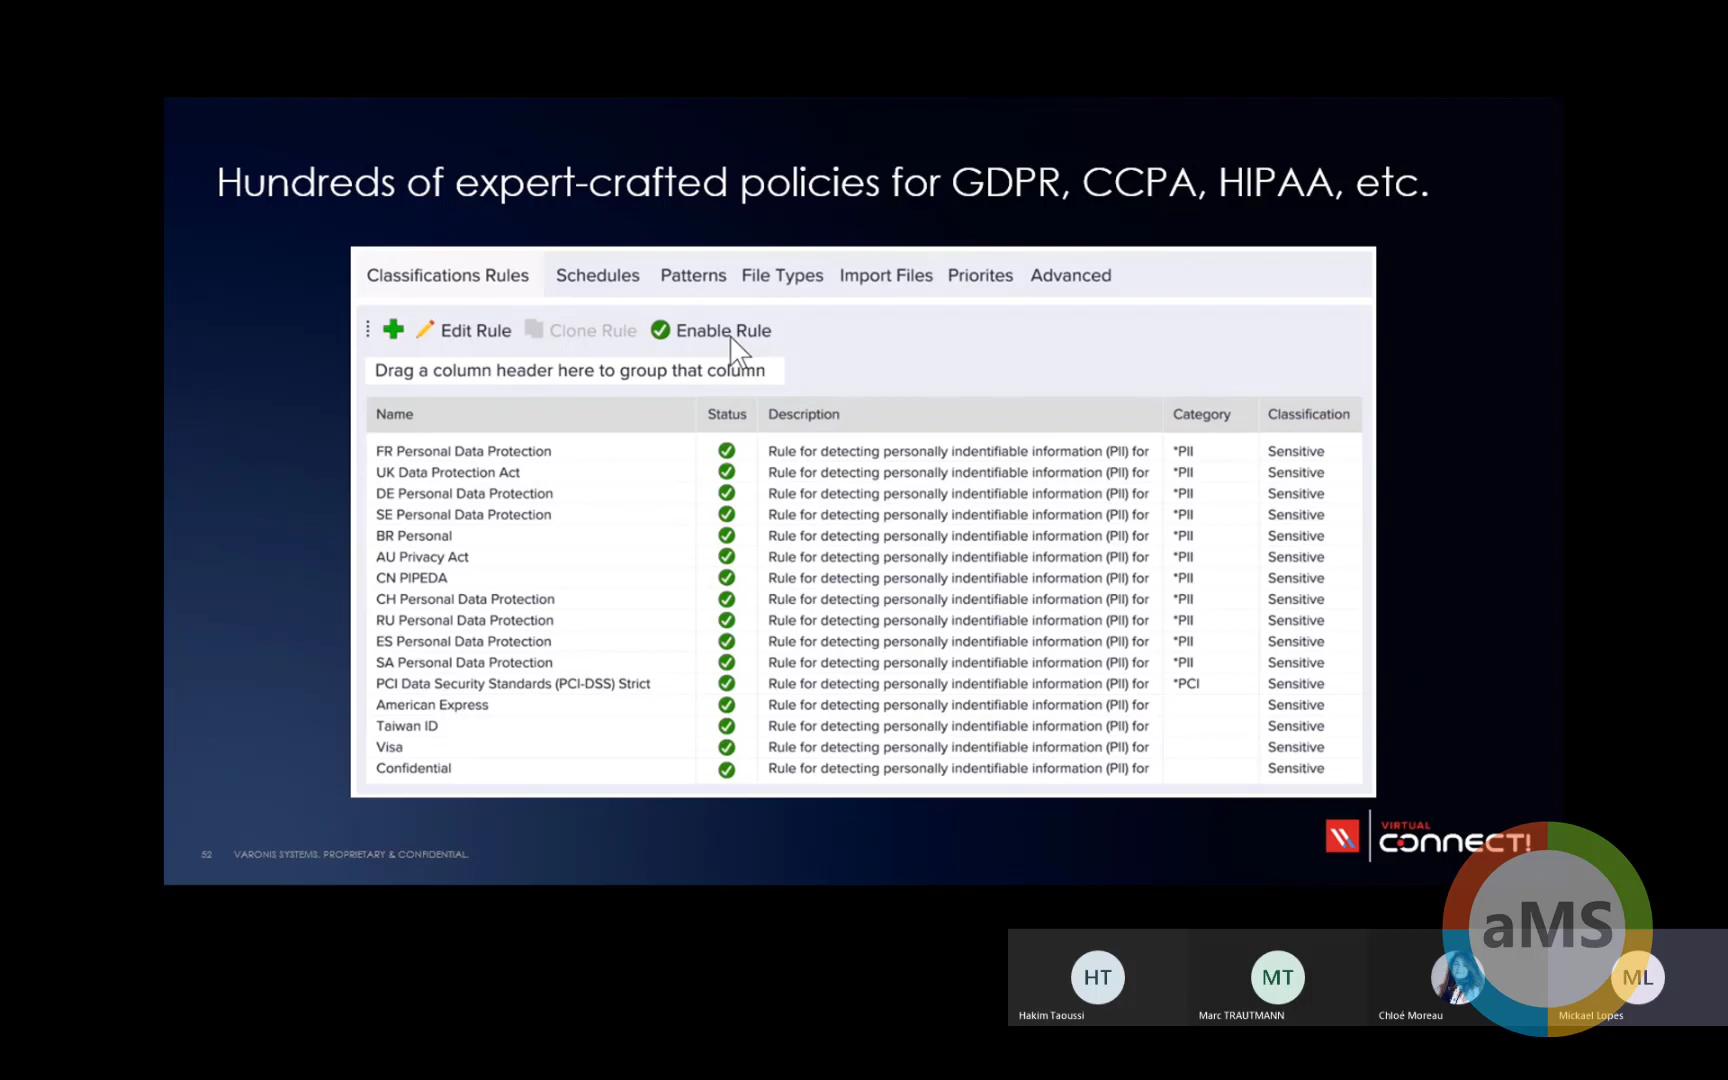 Hundreds of expert-crafted policies for GDPR, CCPA, HIPAA, etc.
Classifications Rules Schedules Patterns File Types Import Files Priorites Advanced
Edit Rule Clone Rule Enable Rule
Drag a column header here to group that column
Name Status Description Category Classification
FR Personal Data Protection Rule for detecting personally indentifiable information (PII) for *PII Sensitive
UK Data Protection Act Rule for detecting personally indentifiable information (PII) for *PII Sensitive
DE Personal Data Protection Rule for detecting personally indentifiable information (PII) for *PII Sensitive
SE Personal Data Protection Rule for detecting personally indentifiable information (PII) for *PII Sensitive
BR Personal Rule for detecting personally indentifiable information (PII) for *PII Sensitive
AU Privacy Act Rule for detecting personally indentifiable information (PII) for *PII Sensitive
CN PIPEDA Rule for detecting personally indentifiable information (PII) for *PII Sensitive
CH Personal Data Protection Rule for detecting personally indentifiable information (PII) for *PII Sensitive
RU Personal Data Protection Rule for detecting personally indentifiable information (PII) for *PII Sensitive
ES Personal Data Protection Rule for detecting personally indentifiable information (PII) for *PII Sensitive
SA Personal Data Protection Rule for detecting personally indentifiable information (PII) for *PII Sensitive
PCI Data Security Standards (PCI-DSS) Strict Rule for detecting personally indentifiable information (PII) for *PCI Sensitive
American Express Rule for detecting personally indentifiable information (PII) for Sensitive
Taiwan ID Rule for detecting personally indentifiable information (PII) for Sensitive
Visa Rule for detecting personally indentifiable information (PII) for Sensitive
Confidential Rule for detecting personally indentifiable information (PII) for Sensitive
VIRTUAL
CONNECT!
52 VARONIS SYSTEMS. PROPRIETARY & CONFIDENTIAL.
aMS
HT MT ML
Hakim Taoussi Marc TRAUTMANN Chloé Moreau Mickael Lopes